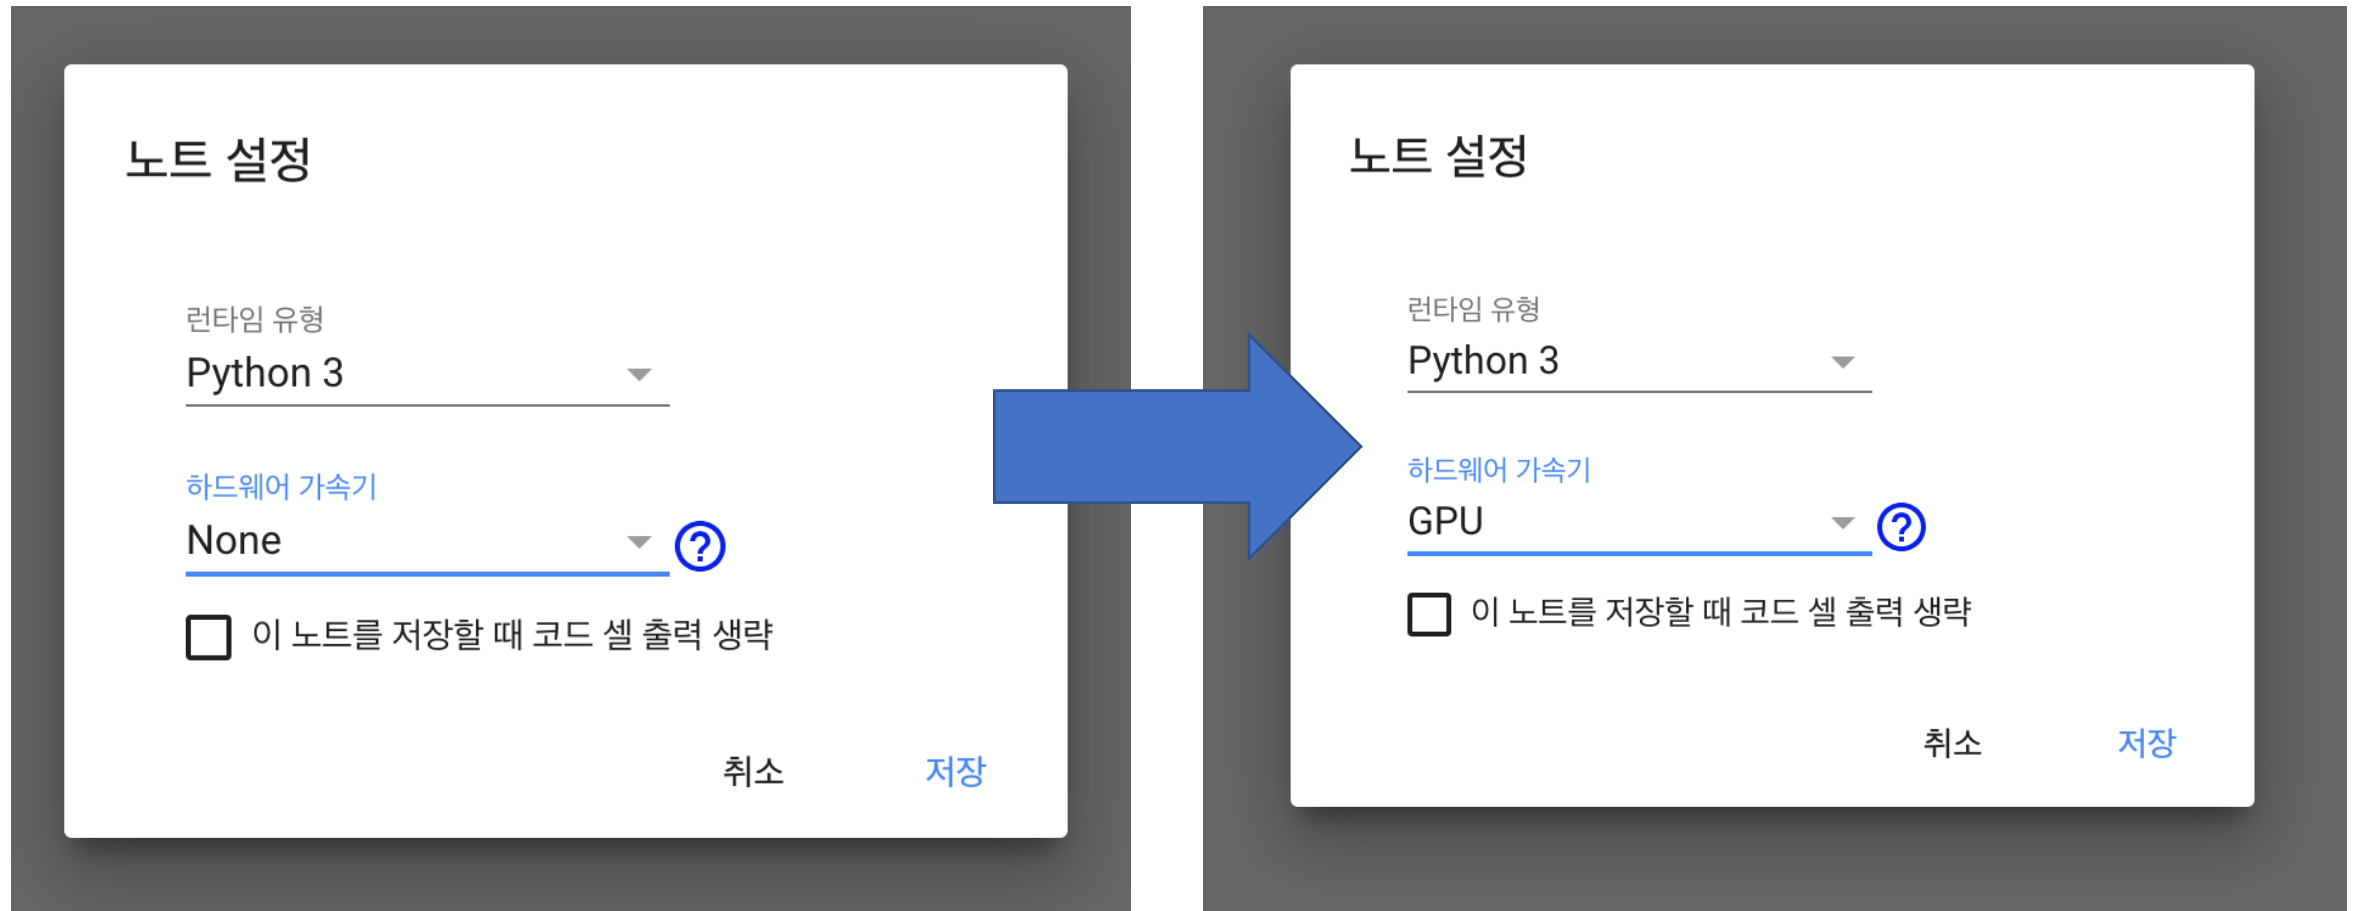 노트 설정
런타임 유형
Python 3
하드웨어 가속기
None
?
이 노트를 저장할 때 코드 셀 출력 생략
취소
저장
노트 설정
런타임 유형
Python 3
하드웨어 가속기
GPU
?
이 노트를 저장할 때 코드 셀 출력 생략
취소
저장